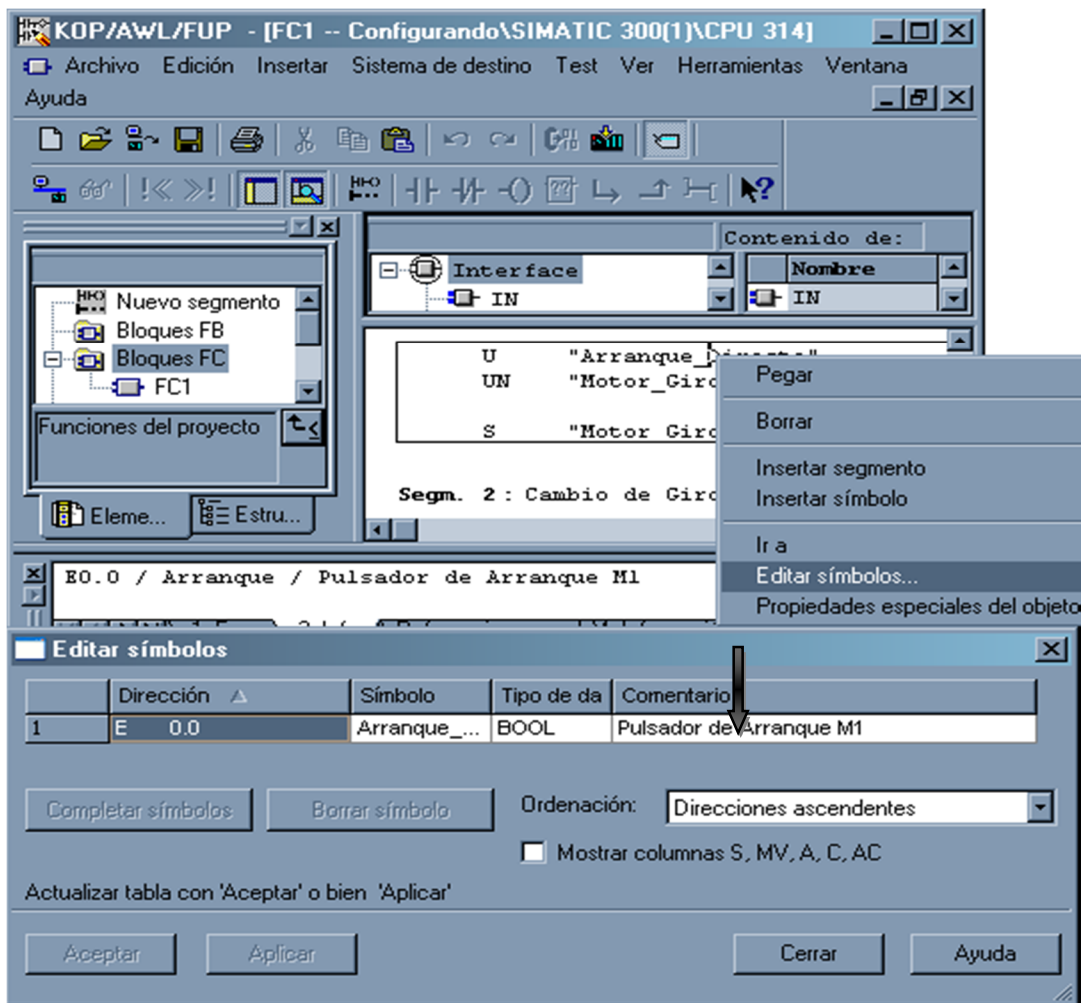 KOP/AWL/FUP - [FC1 -- Configurando\SIMATIC 300(1)\CPU 314]
Archivo Edición Insertar Sistema de destino Test Ver Herramientas Ventana
Ayuda
Contenido de:
Interface
Nombre
IN
IN
Nuevo segmento
Bloques FB
Bloques FC
FC1
Funciones del proyecto
Eleme...
Estru...
U "Arranque_Directo"
UN "Motor_Giro
S "Motor Giro
Segm. 2 : Cambio de Giro
Pegar
Borrar
Insertar segmento
Insertar símbolo
Ir a
Editar símbolos...
Propiedades especiales del objeto
E0.0 / Arranque / Pulsador de Arranque M1
Editar símbolos
Dirección Símbolo Tipo de da Comentario
1 E 0.0 Arranque_... BOOL Pulsador de Arranque M1
Completar símbolos Borrar símbolo Ordenación: Direcciones ascendentes
Mostrar columnas S, MV, A, C, AC
Actualizar tabla con 'Aceptar' o bien 'Aplicar'
Aceptar Aplicar Cerrar Ayuda